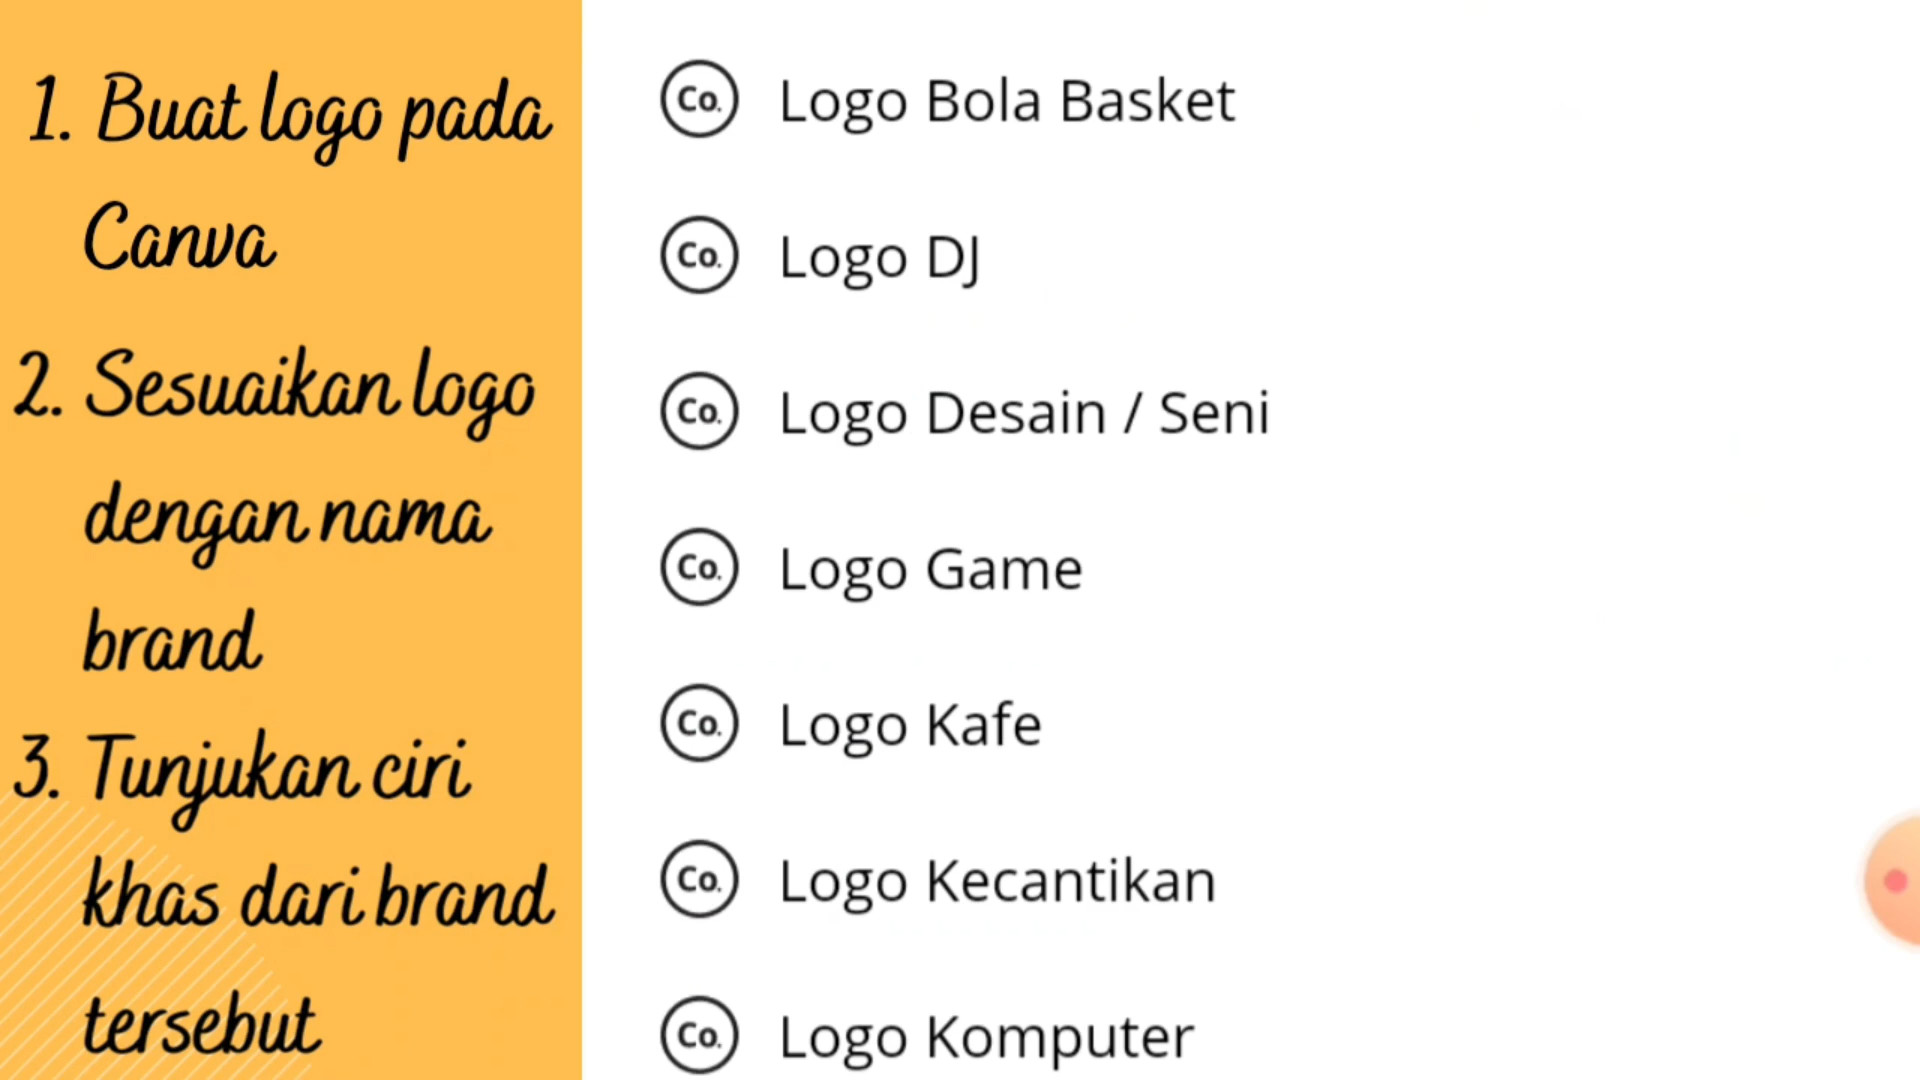 1. Buat logo pada
Canva
2. Sesuaikan logo
dengan nama
brand
3. Tunjukan ciri
khas dari brand
tersebut
Co. Logo Bola Basket
Co. Logo DJ
Co. Logo Desain / Seni
Co. Logo Game
Co. Logo Kafe
Co. Logo Kecantikan
Co. Logo Komputer